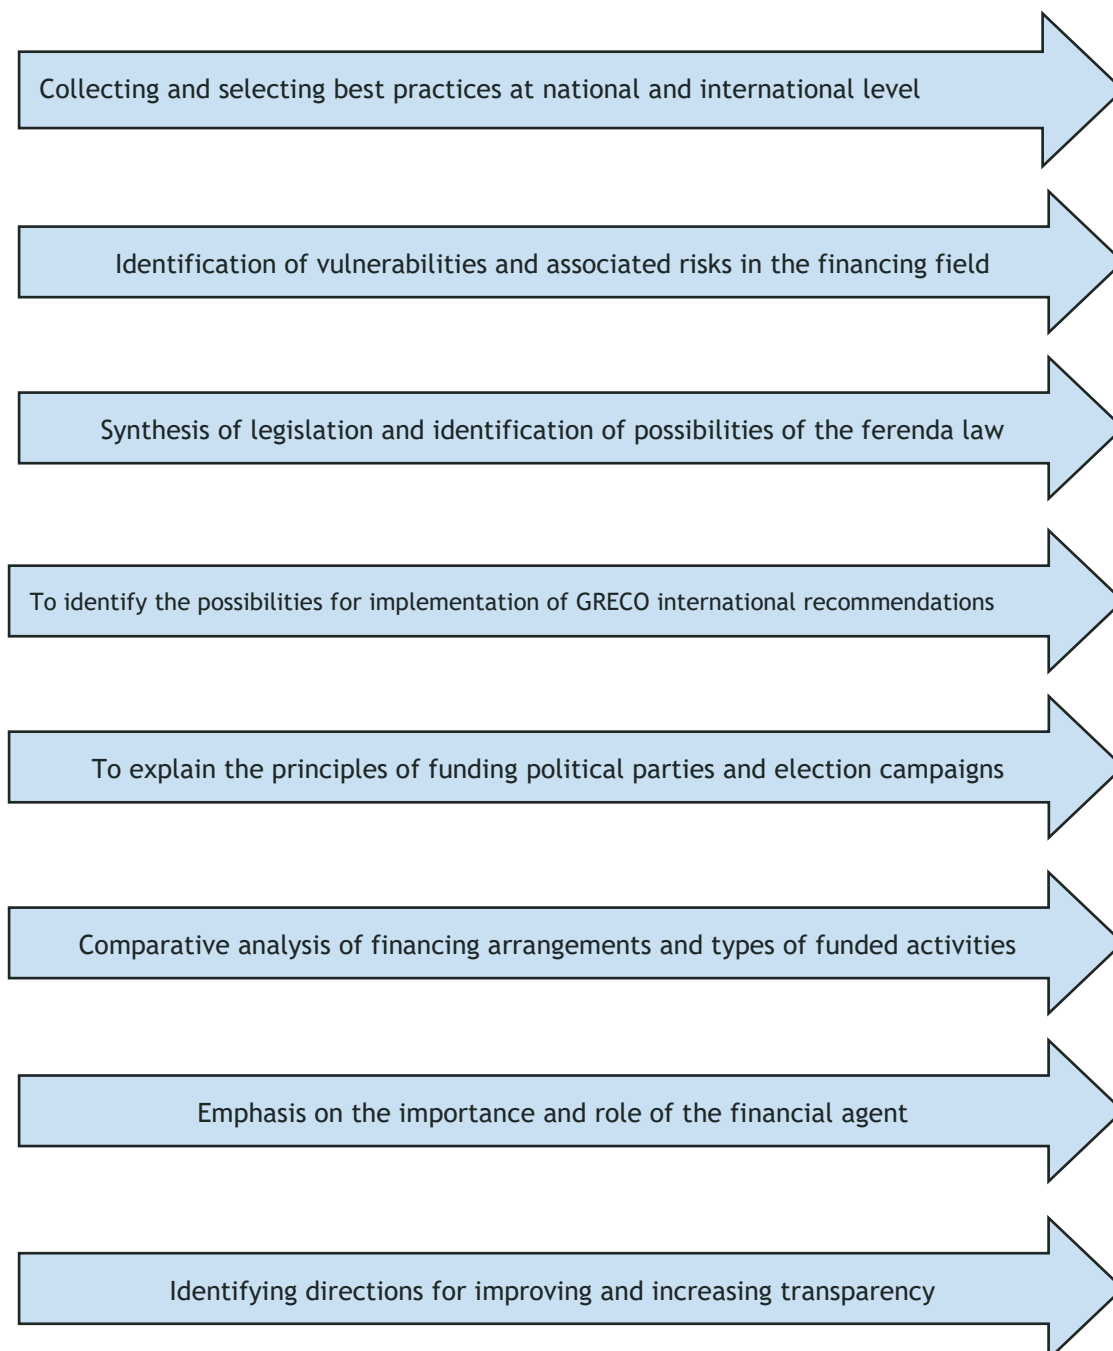 Collecting and selecting best practices at national and international level
Identification of vulnerabilities and associated risks in the financing field
Synthesis of legislation and identification of possibilities of the ferenda law
To identify the possibilities for implementation of GRECO international recommendations
To explain the principles of funding political parties and election campaigns
Comparative analysis of financing arrangements and types of funded activities
Emphasis on the importance and role of the financial agent
Identifying directions for improving and increasing transparency